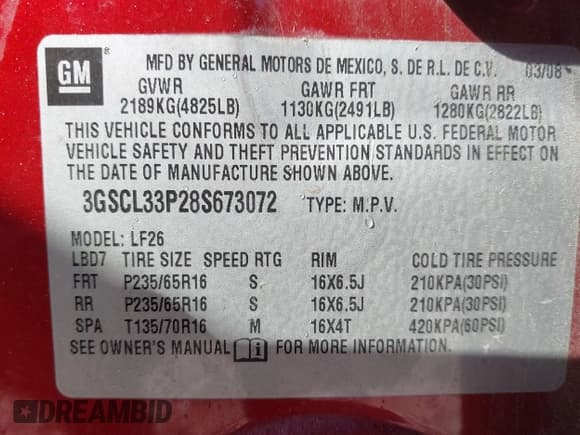 GM ®
MFD BY GENERAL MOTORS DE MEXICO, S. DE R.L. DE C.V. 03/08
GVWR GAWR FRT GAWR RR
2189KG(4825LB) 1130KG(2491LB) 1280KG(2822LB)
THIS VEHICLE CONFORMS TO ALL APPLICABLE U.S. FEDERAL MOTOR
VEHICLE SAFETY AND THEFT PREVENTION STANDARDS IN EFFECT ON
THE DATE OF MANUFACTURE SHOWN ABOVE.
3GSCL33P28S673072 TYPE: M.P.V.
MODEL: LF26
LBD7 TIRE SIZE SPEED RTG RIM COLD TIRE PRESSURE
FRT P235/65R16 S 16X6.5J 210KPA(30PSI)
RR P235/65R16 S 16X6.5J 210KPA(30PSI)
SPA T135/70R16 M 16X4T 420KPA(60PSI)
SEE OWNER'S MANUAL i FOR MORE INFORMATION.
DREAMBID